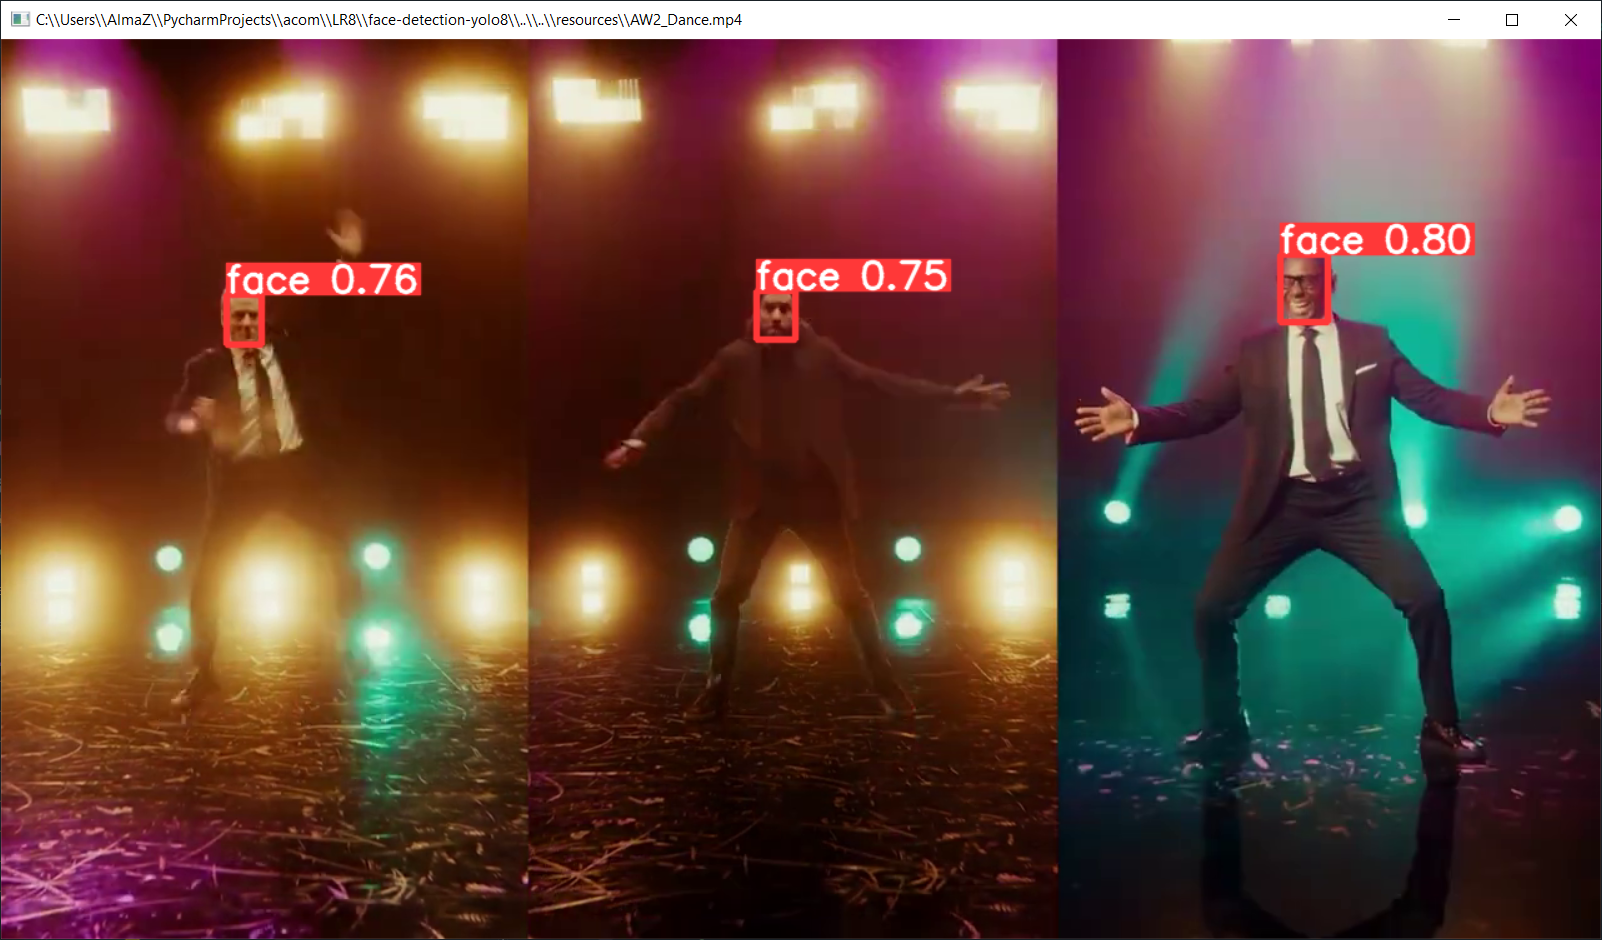 C:\\Users\\AlmaZ\\PycharmProjects\\acom\\LR8\\face-detection-yolo8\\..\\..\\resources\\AW2_Dance.mp4
face 0.76
face 0.75
face 0.80